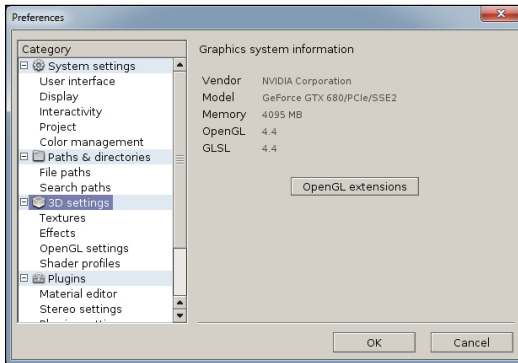 Preferences
Category
System settings
User interface
Display
Interactivity
Project
Color management
Paths & directories
File paths
Search paths
3D settings
Textures
Effects
OpenGL settings
Shader profiles
Plugins
Material editor
Stereo settings
Graphics system information
Vendor NVIDIA Corporation
Model GeForce GTX 680/PCIe/SSE2
Memory 4095 MB
OpenGL 4.4
GLSL 4.4
OpenGL extensions
OK Cancel